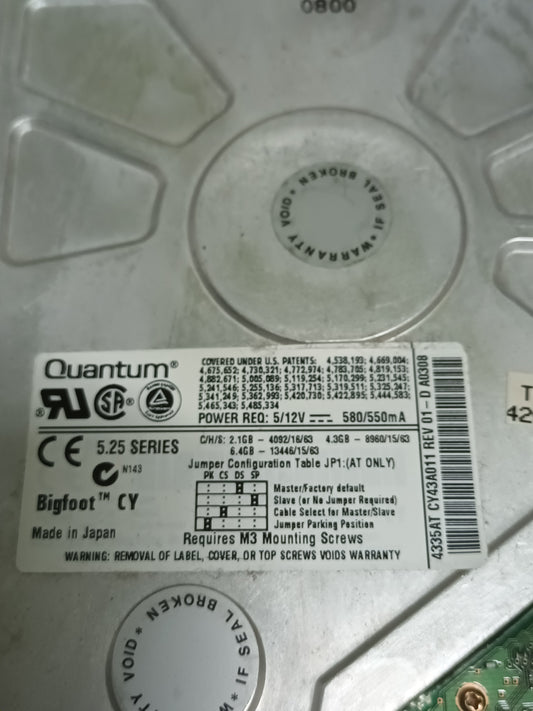 0800
WARRANTY VOID * IF SEAL BROKEN *
Quantum®
COVERED UNDER U.S. PATENTS: 4,538,193; 4,669,004;
4,675,652; 4,730,321; 4,772,974; 4,783,705; 4,819,153;
4,882,671; 5,005,089; 5,119,254; 5,170,299; 5,231,545;
5,241,546; 5,255,136; 5,317,713; 5,319,511; 5,325,247;
5,341,249; 5,362,993; 5,420,730; 5,422,895; 5,444,583;
5,465,343; 5,485,334
POWER REQ: 5/12V 580/550mA
5.25 SERIES
C/H/S: 2.1GB - 4092/16/63 4.3GB - 8960/15/63
6.4GB - 13446/15/63
N143
Jumper Configuration Table JP1:(AT ONLY)
PK CS DS SP
Master/Factory default
Slave (or No Jumper Required)
Cable Select for Master/Slave
Jumper Parking Position
Bigfoot™ CY
Made in Japan
Requires M3 Mounting Screws
WARNING: REMOVAL OF LABEL, COVER, OR TOP SCREWS VOIDS WARRANTY
4335AT CY43A011 REV 01-D A0308
T
42
VOID * IF SEAL BROKEN